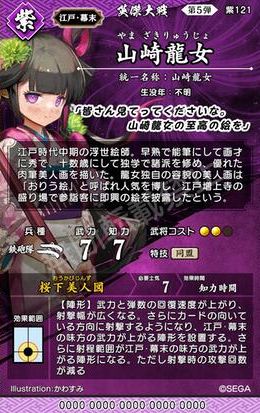 紫
江戸・幕末
英傑大戦
第5弾
紫121
やまざきりゅうじょ
山崎龍女
統一名称:山崎龍女
生没年:不明
「皆さん見てってくださいな。
山崎龍女の至高の絵を」
江戸時代中期の浮世絵師。早熟で能筆にして画才
に秀で、十数歳にして独学で諸派を修め、優れた
肉筆美人画を描いた。龍女独自の容貌の美人画は
「おりう絵」と呼ばれ人気を博し、江戸増上寺の
盛り場で参詣客に即興の絵を披露したという。
兵種
武力
知力
武将コスト
鉄砲隊
7
7
特技
同盟
おうかびじんず
桜下美人図
必要士気
7
効果時間
知力時間
効果範囲
【陣形】武力と弾数の回復速度が上がり、
射撃幅が広くなる。さらにカードの向いて
いる方向に射撃するようになり、江戸・幕末
の味方の武力が上がる陣形を設置する。さ
らに射程範囲が江戸・幕末の味方の武力が上
がる陣形になる。ただし射撃時の攻撃回数
が減る
Illustration:かわすみ
©SEGA
0000 0000 0000 0000 0000